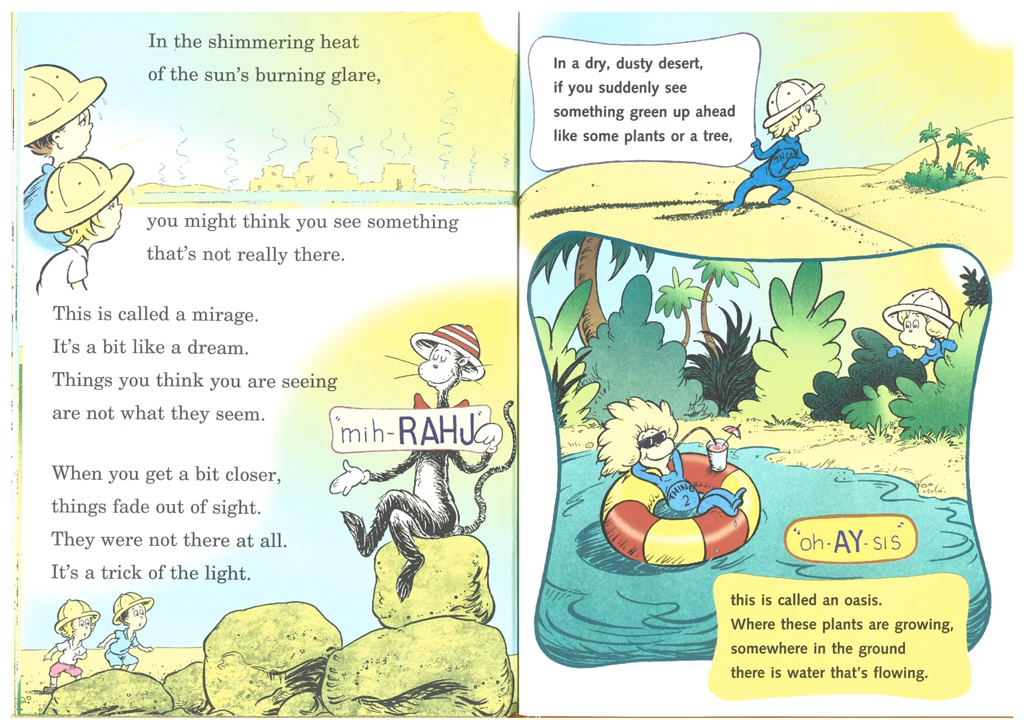 In the shimmering heat
of the sun's burning glare,
you might think you see something
that's not really there.
This is called a mirage.
It's a bit like a dream.
Things you think you are seeing
are not what they seem.
When you get a bit closer,
things fade out of sight.
They were not there at all.
It's a trick of the light.
"mih-RAHJ"
In a dry, dusty desert,
if you suddenly see
something green up ahead
like some plants or a tree,
THING
THING
2
"oh-AY-sis"
this is called an oasis.
Where these plants are growing,
somewhere in the ground
there is water that's flowing.